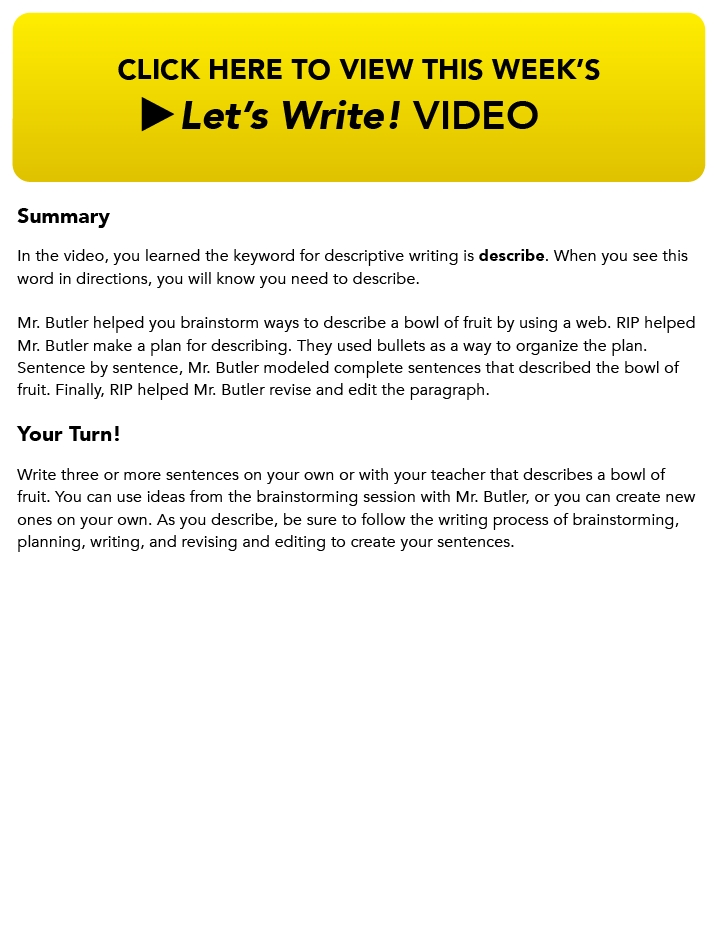 CLICK HERE TO VIEW THIS WEEK’S
Let’s Write! VIDEO
Summary
In the video, you learned the keyword for descriptive writing is describe. When you see this
word in directions, you will know you need to describe.
Mr. Butler helped you brainstorm ways to describe a bowl of fruit by using a web. RIP helped
Mr. Butler make a plan for describing. They used bullets as a way to organize the plan.
Sentence by sentence, Mr. Butler modeled complete sentences that described the bowl of
fruit. Finally, RIP helped Mr. Butler revise and edit the paragraph.
Your Turn!
Write three or more sentences on your own or with your teacher that describes a bowl of
fruit. You can use ideas from the brainstorming session with Mr. Butler, or you can create new
ones on your own. As you describe, be sure to follow the writing process of brainstorming,
planning, writing, and revising and editing to create your sentences.